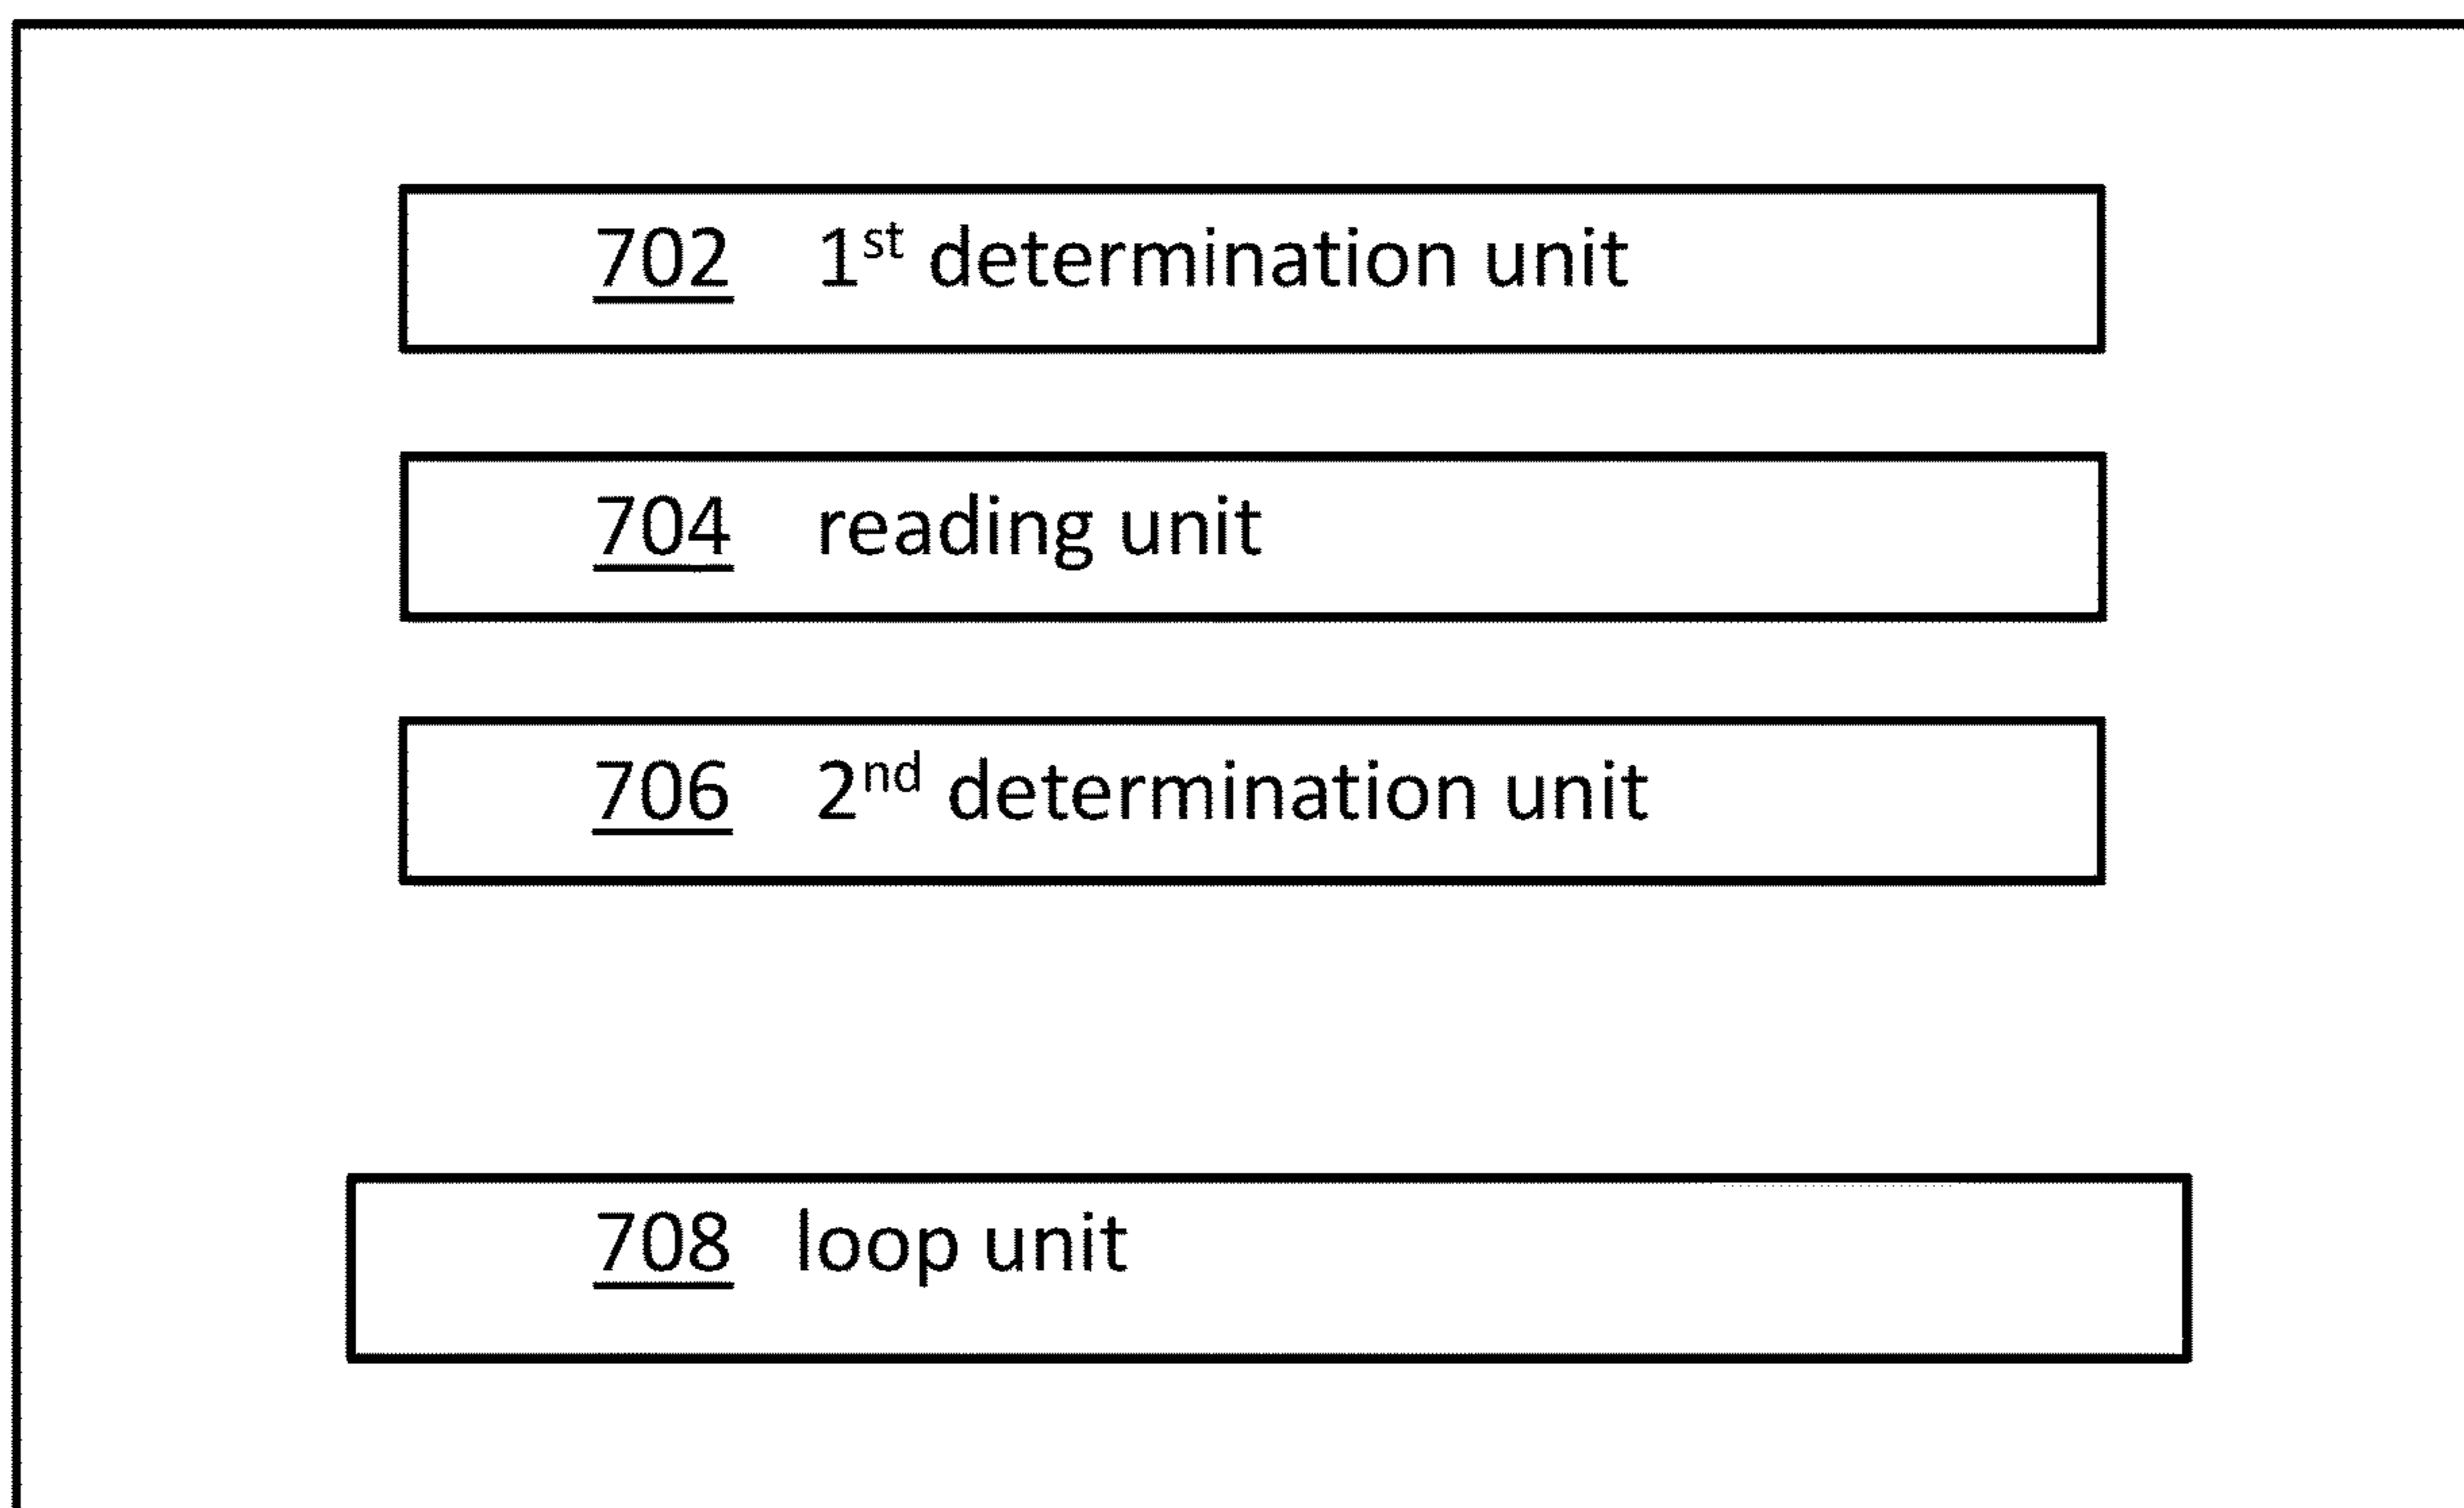 702 1st determination unit
704 reading unit
706 2nd determination unit
708 loop unit